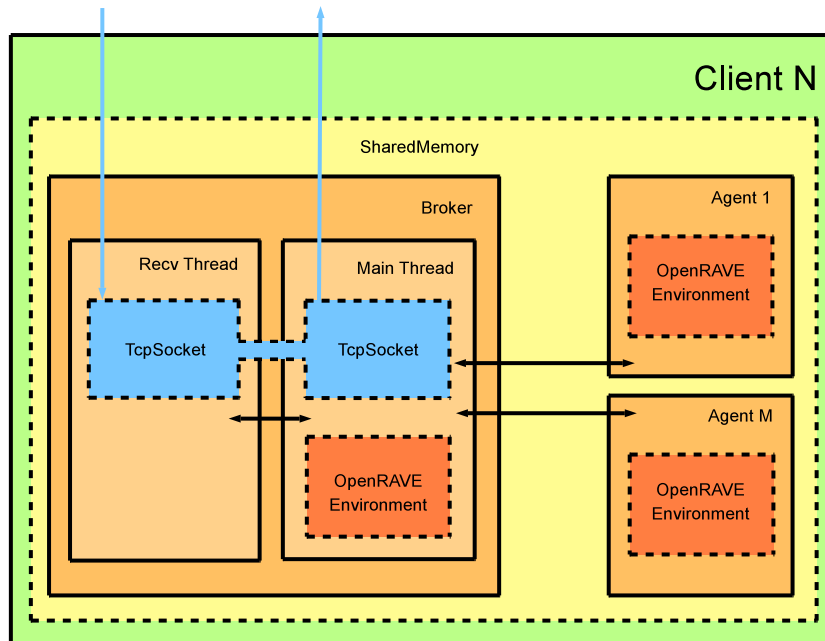 Client N
SharedMemory
Broker
Recv Thread
TcpSocket
Main Thread
TcpSocket
OpenRAVE
Environment
Agent 1
OpenRAVE
Environment
Agent M
OpenRAVE
Environment